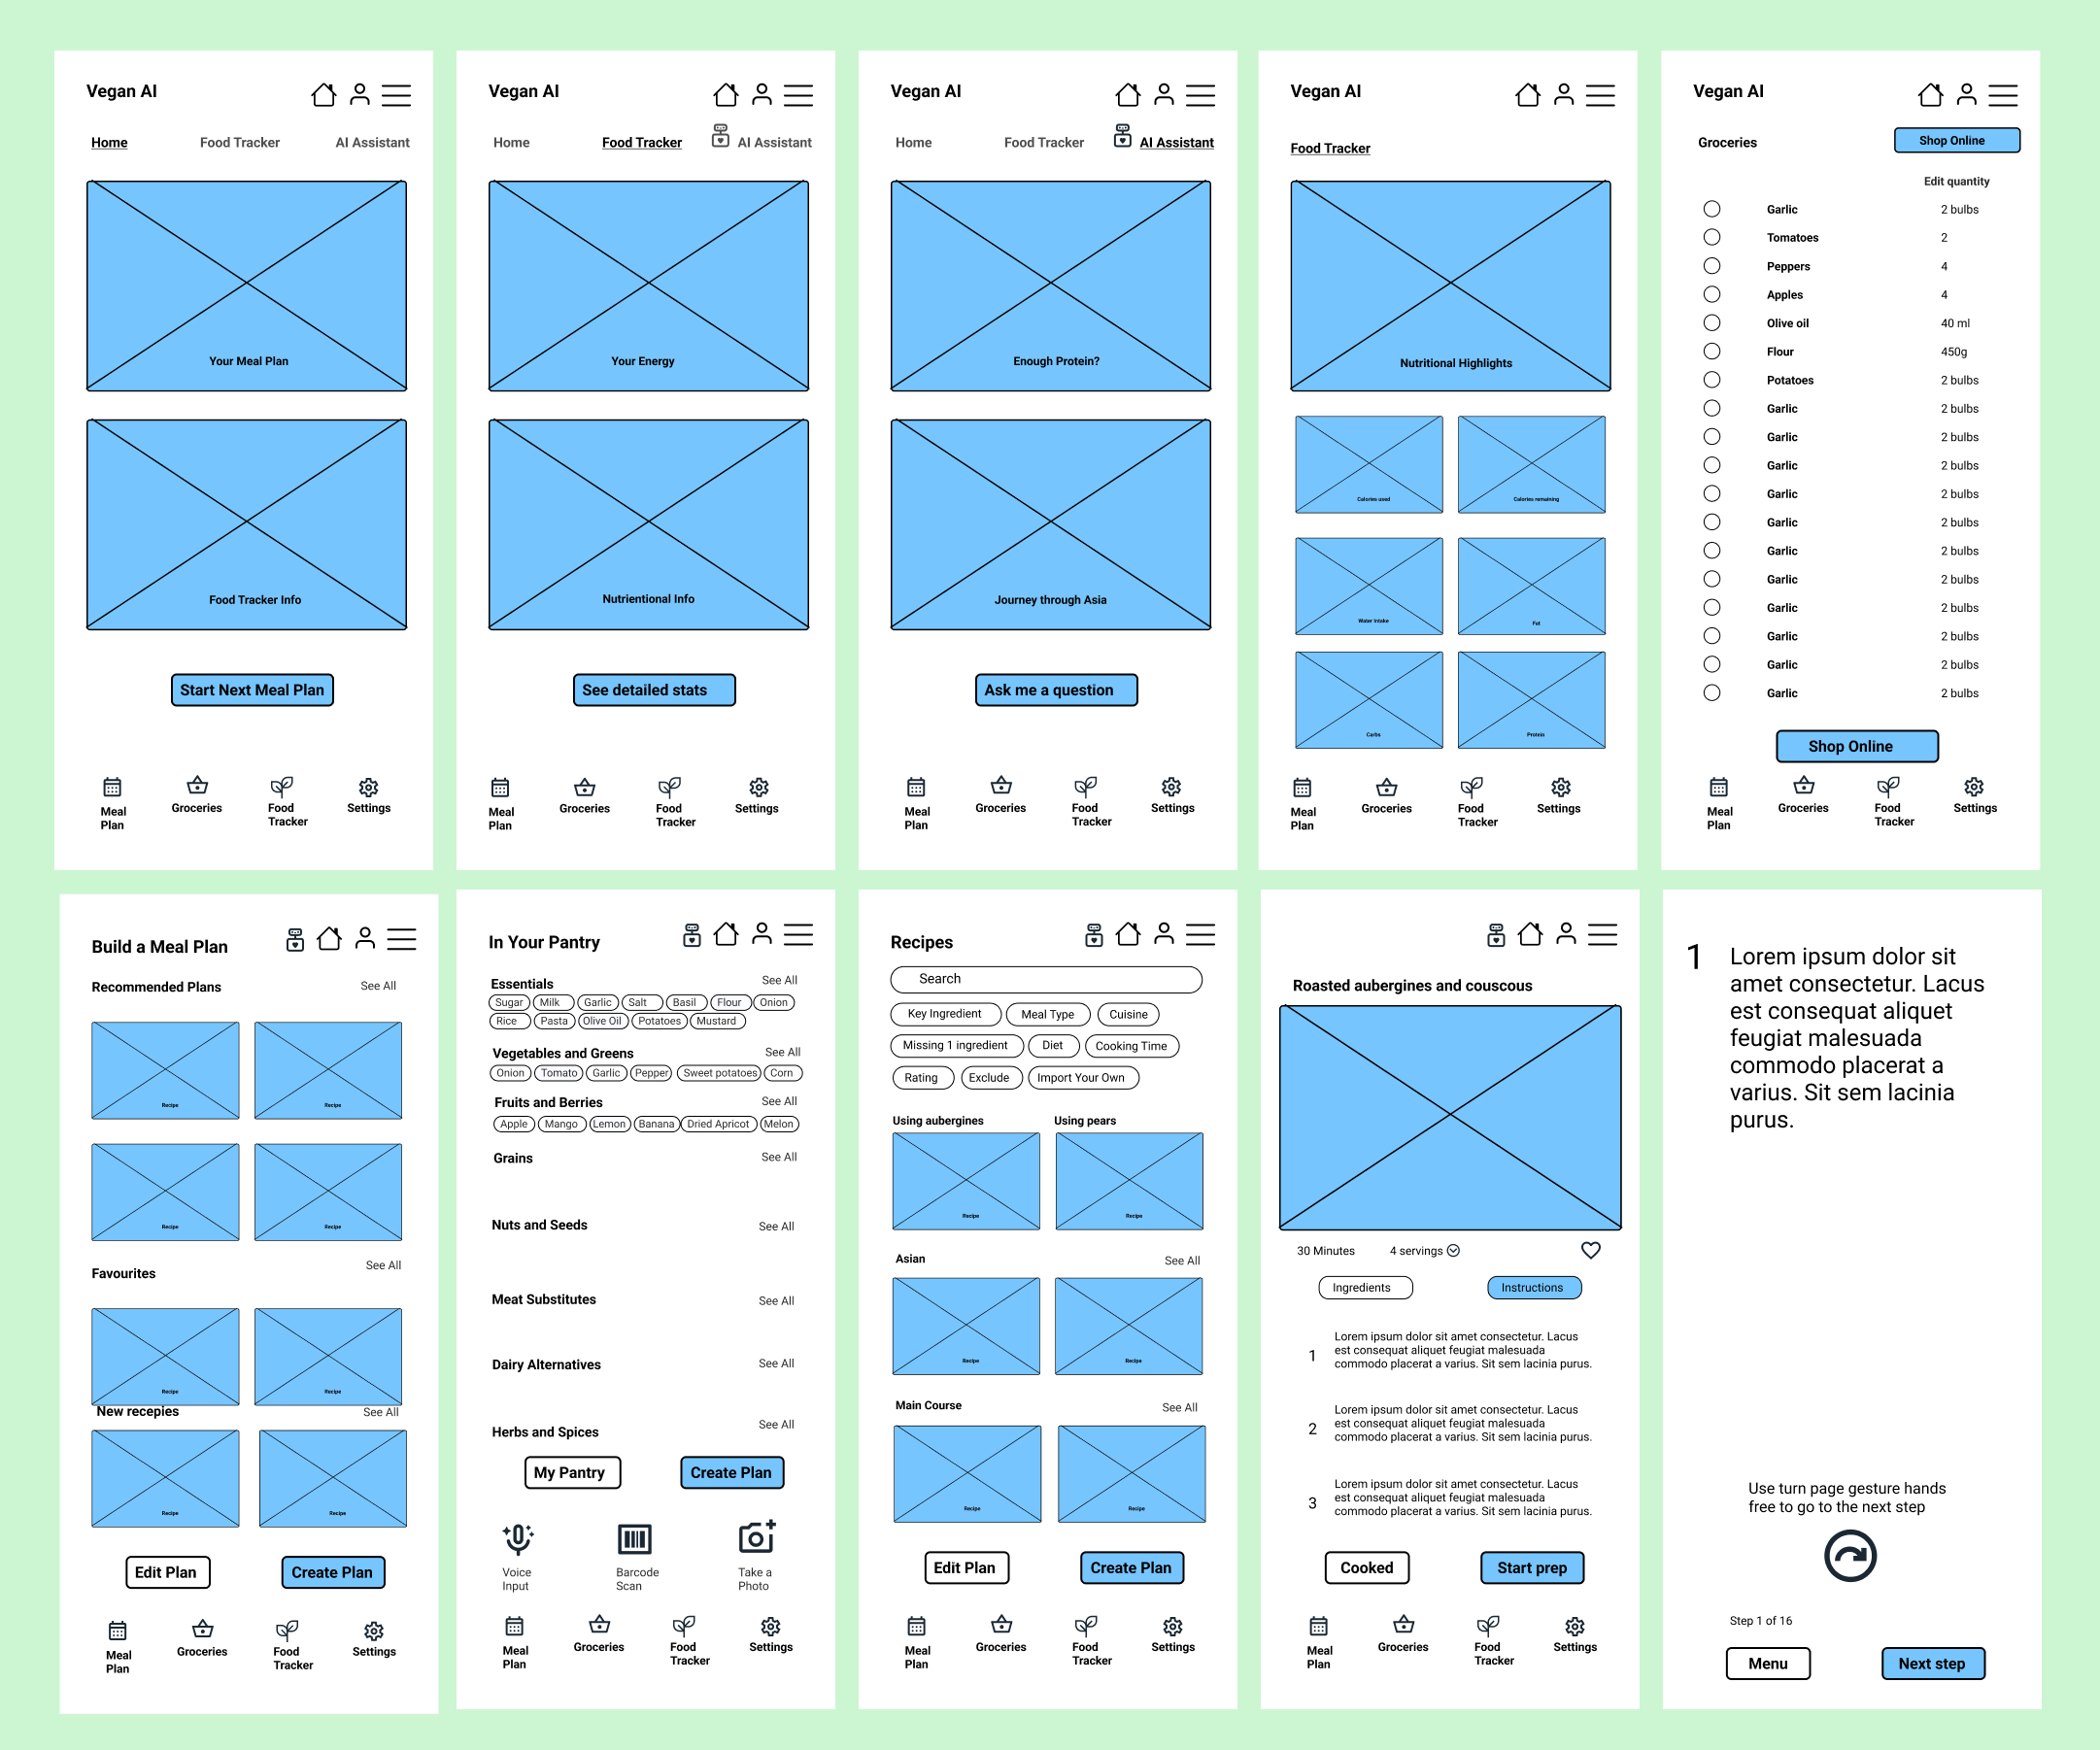 Vegan AI
Home Food Tracker AI Assistant
Your Meal Plan
Food Tracker Info
Start Next Meal Plan
Meal
Plan
Groceries
Food
Tracker
Settings
Vegan AI
Home Food Tracker AI Assistant
Your Energy
Nutrientional Info
See detailed stats
Meal
Plan
Groceries
Food
Tracker
Settings
Vegan AI
Home Food Tracker AI Assistant
Enough Protein?
Journey through Asia
Ask me a question
Meal
Plan
Groceries
Food
Tracker
Settings
Vegan AI
Food Tracker
Nutritional Highlights
Calories used Calories remaining
Water intake Fat
Carbs Protein
Meal
Plan
Groceries
Food
Tracker
Settings
Vegan AI
Groceries Shop Online
Edit quantity
Garlic 2 bulbs
Tomatoes 2
Peppers 4
Apples 4
Olive oil 40 ml
Flour 450g
Potatoes 2 bulbs
Garlic 2 bulbs
Garlic 2 bulbs
Garlic 2 bulbs
Garlic 2 bulbs
Garlic 2 bulbs
Garlic 2 bulbs
Garlic 2 bulbs
Garlic 2 bulbs
Garlic 2 bulbs
Garlic 2 bulbs
Garlic 2 bulbs
Shop Online
Meal
Plan
Groceries
Food
Tracker
Settings
Build a Meal Plan
Recommended Plans See All
Recipe Recipe
Recipe Recipe
Favourites See All
Recipe Recipe
New recepies See All
Recipe Recipe
Edit Plan Create Plan
Meal
Plan
Groceries
Food
Tracker
Settings
In Your Pantry
Essentials See All
Sugar Milk Garlic Salt Basil Flour Onion
Rice Pasta Olive Oil Potatoes Mustard
Vegetables and Greens See All
Onion Tomato Garlic Pepper Sweet potatoes Corn
Fruits and Berries See All
Apple Mango Lemon Banana Dried Apricot Melon
Grains See All
Nuts and Seeds See All
Meat Substitutes See All
Dairy Alternatives See All
Herbs and Spices See All
My Pantry Create Plan
Voice
Input
Barcode
Scan
Take a
Photo
Meal
Plan
Groceries
Food
Tracker
Settings
Recipes
Search
Key Ingredient Meal Type Cuisine
Missing 1 ingredient Diet Cooking Time
Rating Exclude Import Your Own
Using aubergines Using pears
Recipe Recipe
Asian See All
Recipe Recipe
Main Course See All
Recipe Recipe
Edit Plan Create Plan
Meal
Plan
Groceries
Food
Tracker
Settings
Roasted aubergines and couscous
30 Minutes 4 servings
Ingredients Instructions
1 Lorem ipsum dolor sit amet consectetur. Lacus
est consequat aliquet feugiat malesuada
commodo placerat a varius. Sit sem lacinia purus.
2 Lorem ipsum dolor sit amet consectetur. Lacus
est consequat aliquet feugiat malesuada
commodo placerat a varius. Sit sem lacinia purus.
3 Lorem ipsum dolor sit amet consectetur. Lacus
est consequat aliquet feugiat malesuada
commodo placerat a varius. Sit sem lacinia purus.
Cooked Start prep
Meal
Plan
Groceries
Food
Tracker
Settings
1 Lorem ipsum dolor sit
amet consectetur. Lacus
est consequat aliquet
feugiat malesuada
commodo placerat a
varius. Sit sem lacinia
purus.
Use turn page gesture hands
free to go to the next step
Step 1 of 16
Menu Next step